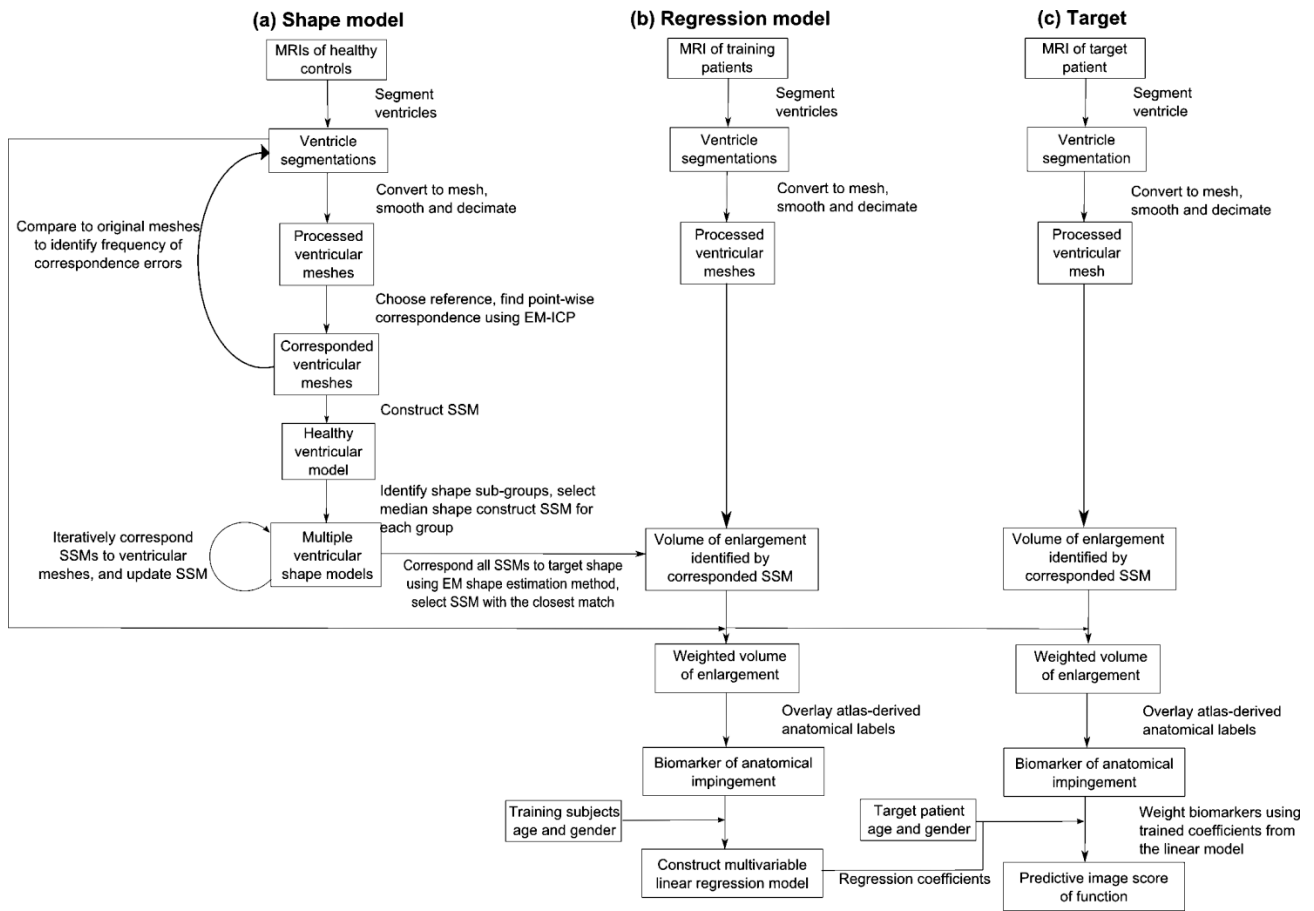 (a) Shape model
MRIs of healthy
controls
Segment
ventricles
Ventricle
segmentations
Convert to mesh,
smooth and decimate
Compare to original meshes
to identify frequency of
correspondence errors
Processed
ventricular
meshes
Choose reference, find point-wise
correspondence using EM-ICP
Corresponded
ventricular
meshes
Construct SSM
Healthy
ventricular
model
Identify shape sub-groups, select
median shape construct SSM for
each group
Iteratively correspond
SSMs to ventricular
meshes, and update SSM
Multiple
ventricular
shape models
Correspond all SSMs to target shape
using EM shape estimation method,
select SSM with the closest match
(b) Regression model
MRI of training
patients
Segment
ventricles
Ventricle
segmentations
Convert to mesh,
smooth and decimate
Processed
ventricular
meshes
Volume of enlargement
identified by
corresponded SSM
Weighted volume
of enlargement
Overlay atlas-derived
anatomical labels
Biomarker of anatomical
impingement
Training subjects
age and gender
Construct multivariable
linear regression model
Regression coefficients
(c) Target
MRI of target
patient
Segment
ventricle
Ventricle
segmentation
Convert to mesh,
smooth and decimate
Processed
ventricular
mesh
Volume of enlargement
identified by
corresponded SSM
Weighted volume
of enlargement
Overlay atlas-derived
anatomical labels
Biomarker of anatomical
impingement
Target patient
age and gender
Weight biomarkers using
trained coefficients from
the linear model
Predictive image score
of function